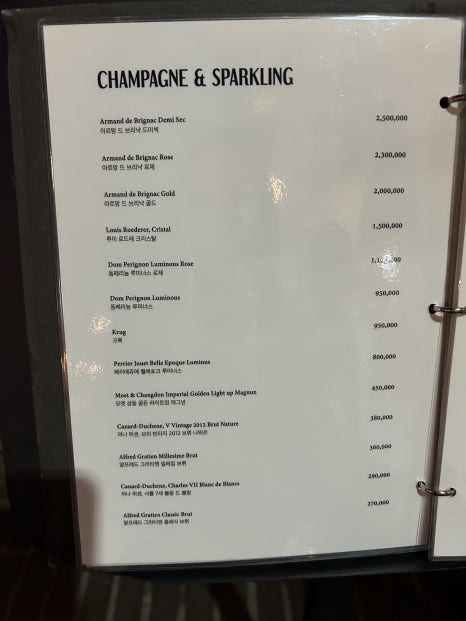 CHAMPAGNE & SPARKLING
Armand de Brignac Demi Sec 2,500,000
아르망 드 브리냑 드미섹
Armand de Brignac Rose 2,300,000
아르망 드 브리냑 로제
Armand de Brignac Gold 2,000,000
아르망 드 브리냑 골드
Louis Roederer, Cristal 1,500,000
루이 로드레 크리스탈
Dom Perignon Luminous Rose
돔페리뇽 루미너스 로제
Dom Perignon Luminous 950,000
돔페리뇽 루미너스
Krug 950,000
크룩
Perrier Jouet Belle Epoque Luminus 800,000
페리에쥬에 벨에포크 루미너스
Moet & Changdon Imperial Golden Light up Magnun 450,000
모엣 샹동 골든 라이트업 매그넘
Canard-Duchene, V Vintage 2012 Brut Nature 380,000
까나 뒤셴, 브이 빈티지 2012 브뤼 나뛰르
Alfred Gratien Millesime Brut 360,000
알프레드 그라티엥 밀레짐 브뤼
Canard-Duchene, Charles VII Blanc de Blancs 290,000
까나 뒤셴, 샤를 7세 블랑 드 블랑
Alfred Gratien Classic Brut 270,000
알프레드 그라티엥 클래식 브뤼